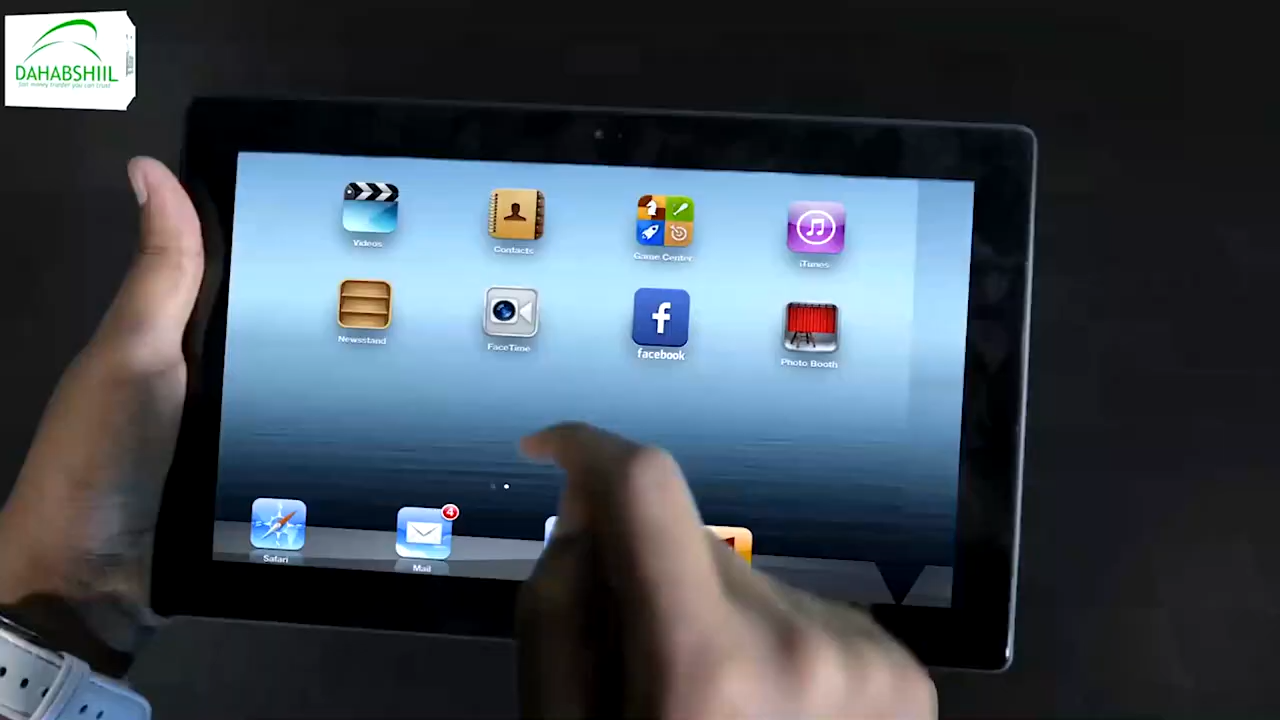 DAHABSHIIL
Videos
Contacts
Game Center
iTunes
Newsstand
FaceTime
f
facebook
Photo Booth
4
Safari
Mail